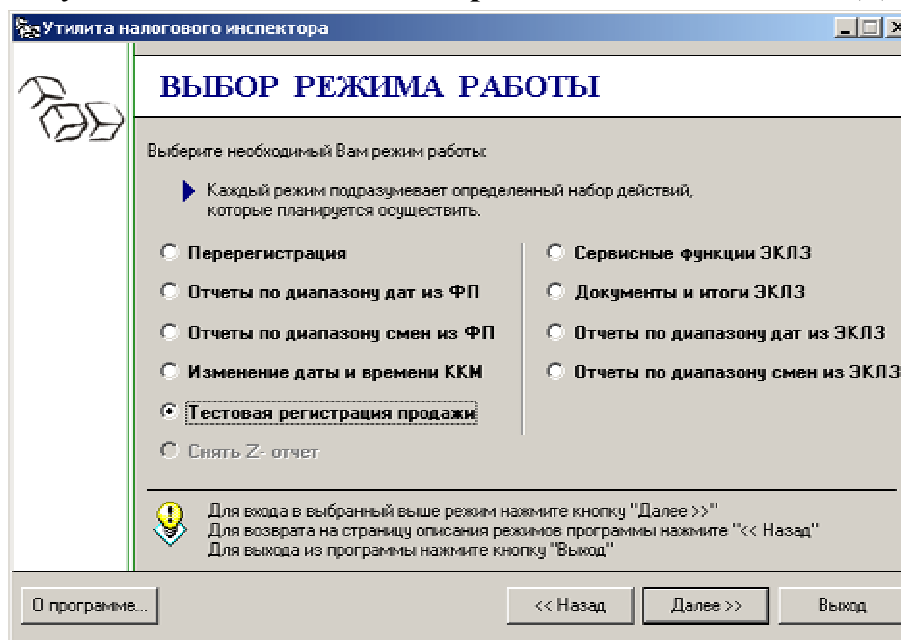 Утилита налогового инспектора
ВЫБОР РЕЖИМА РАБОТЫ
Выберите необходимый Вам режим работы:
Каждый режим подразумевает определенный набор действий,
которые планируется осуществить.
Перерегистрация
Отчеты по диапазону дат из ФП
Отчеты по диапазону смен из ФП
Изменение даты и времени ККМ
Тестовая регистрация продажи
Снять Z- отчет
Сервисные функции ЭКЛЗ
Документы и итоги ЭКЛЗ
Отчеты по диапазону дат из ЭКЛЗ
Отчеты по диапазону смен из ЭКЛЗ
Для входа в выбранный выше режим нажмите кнопку "Далее >>"
Для возврата на страницу описания режимов программы нажмите "<< Назад"
Для выхода из программы нажмите кнопку "Выход"
О программе...
<< Назад
Далее >>
Выход